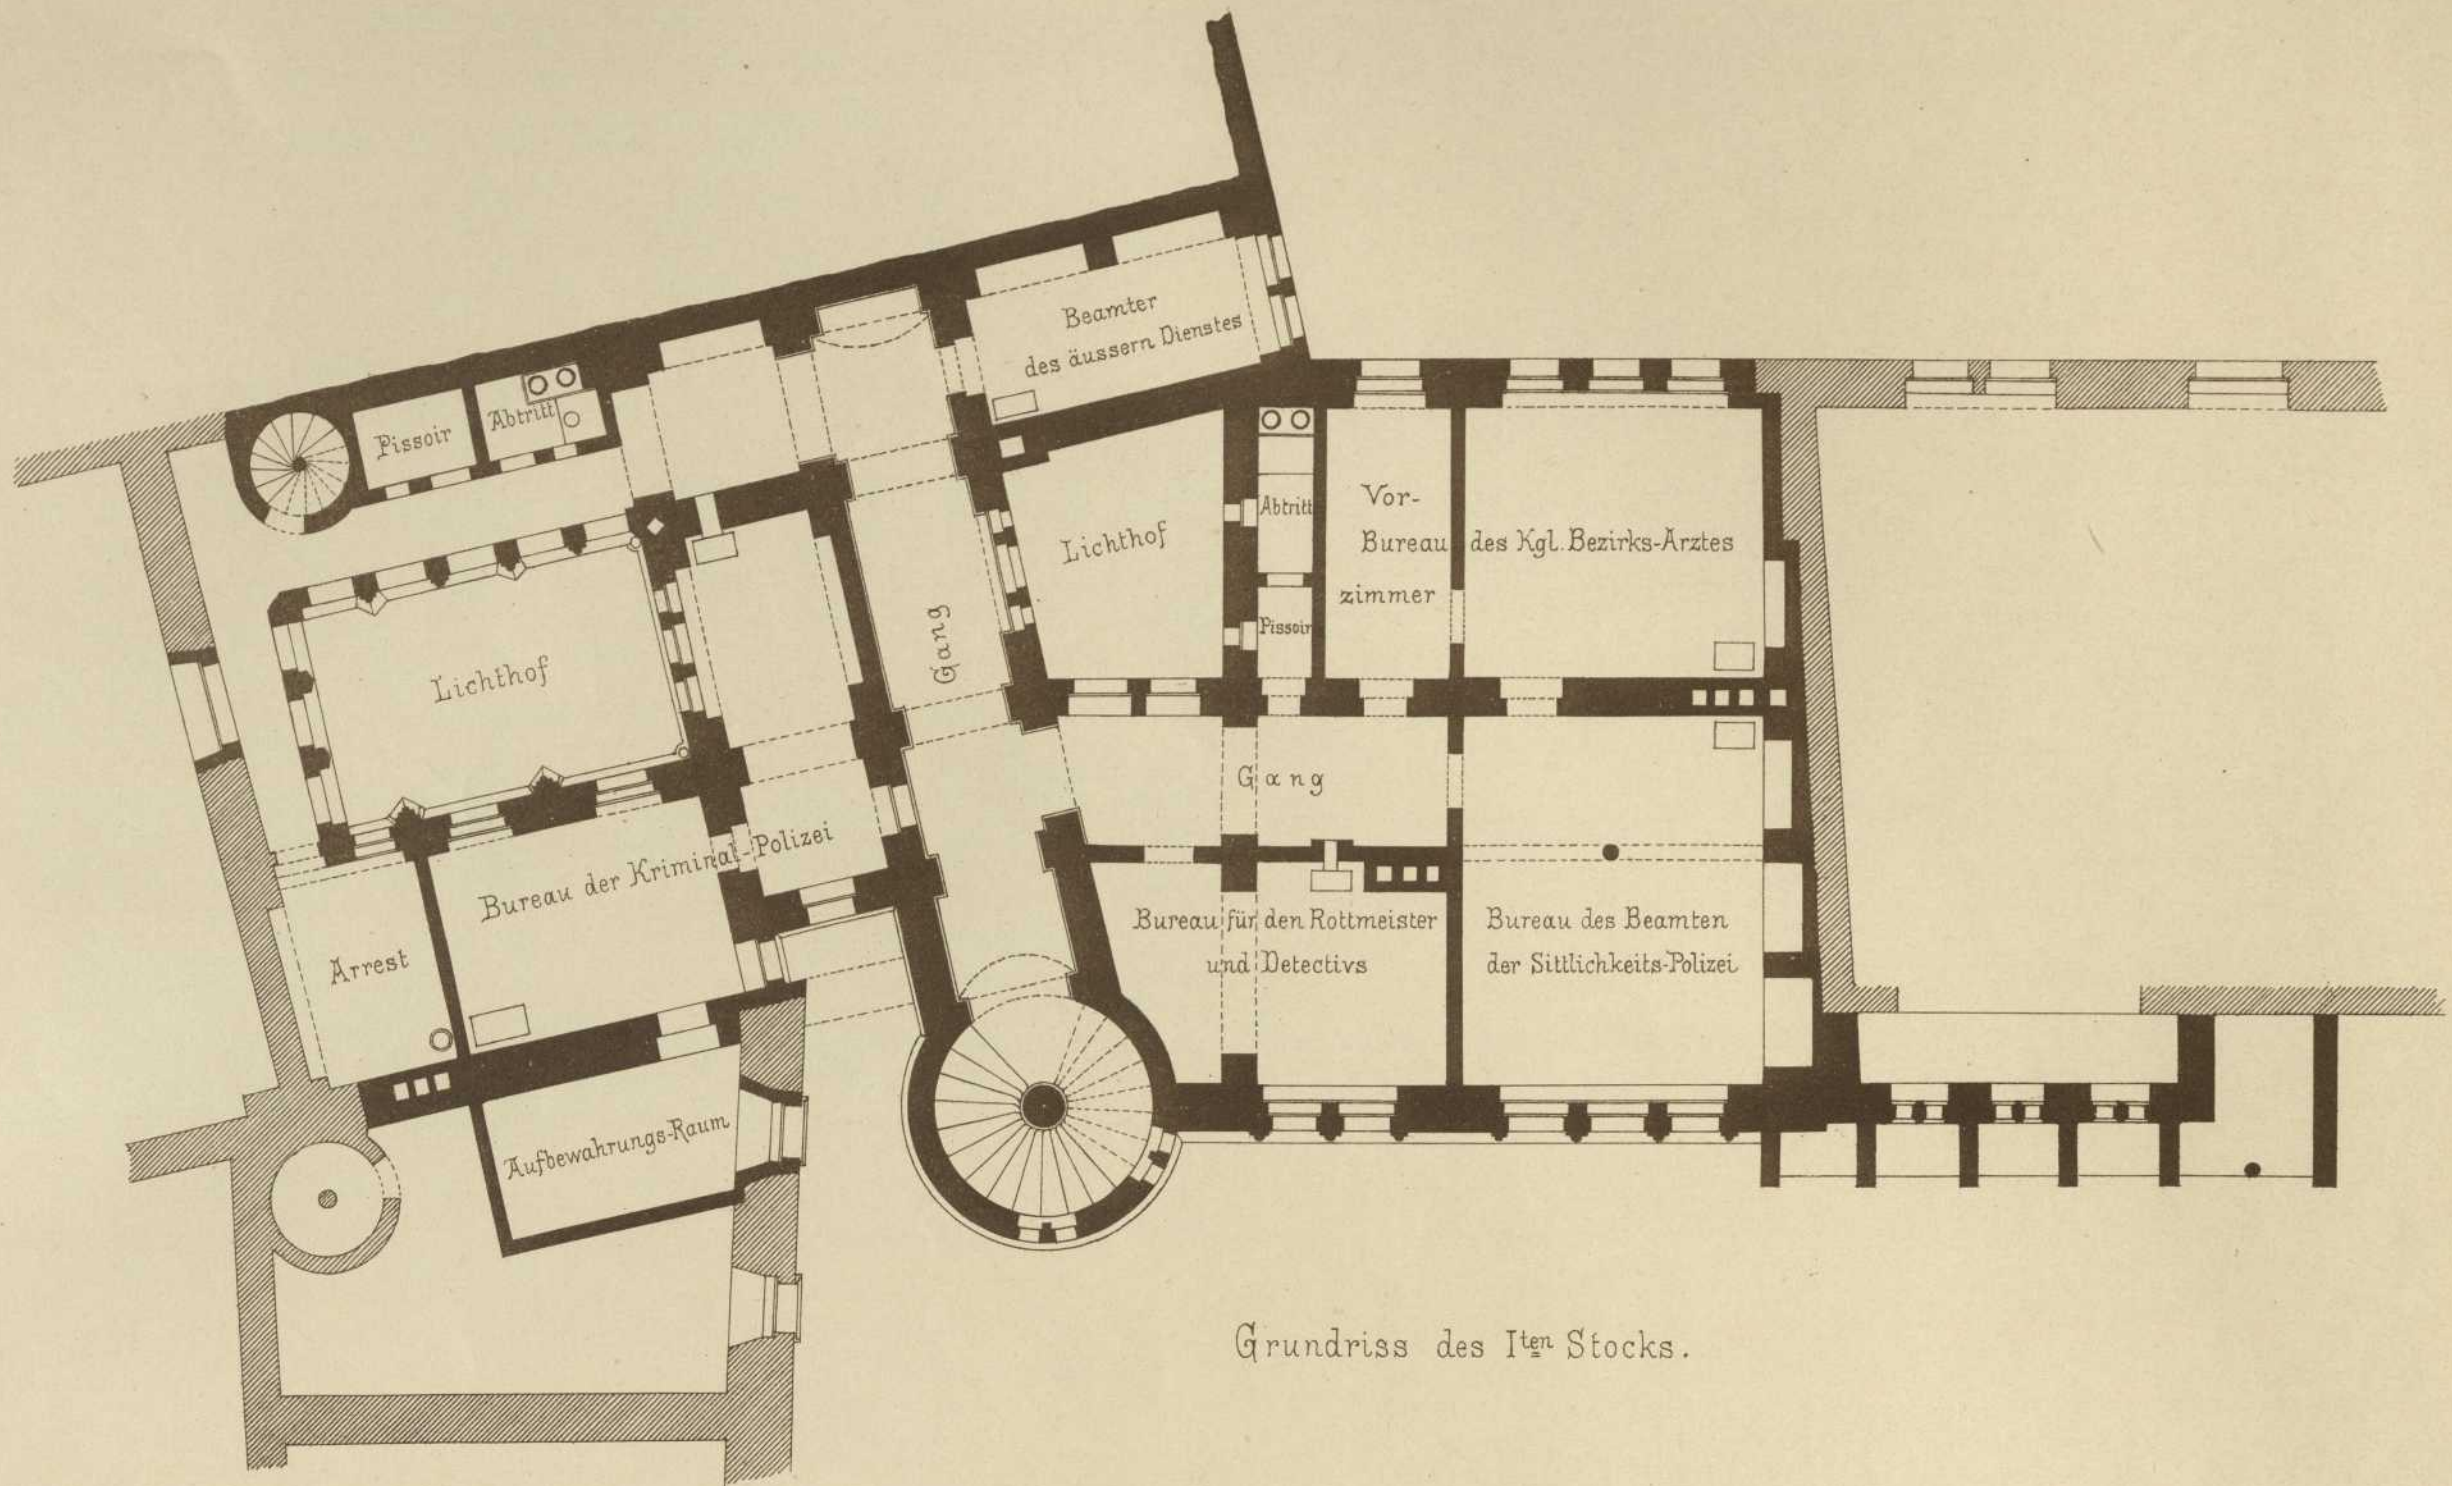 Beamter
des äussern Dienstes
Pissoir
Abtritt
Lichthof
Abtritt
Pissoir
Vor-
Bureau des Kgl. Bezirks-Arztes
zimmer
Gang
Lichthof
Gang
Bureau der Kriminal-Polizei
Arrest
Bureau für den Rottmeister
und Detectivs
Bureau des Beamten
der Sittlichkeits-Polizei
Aufbewahrungs-Raum
Grundriss des Iten Stocks.